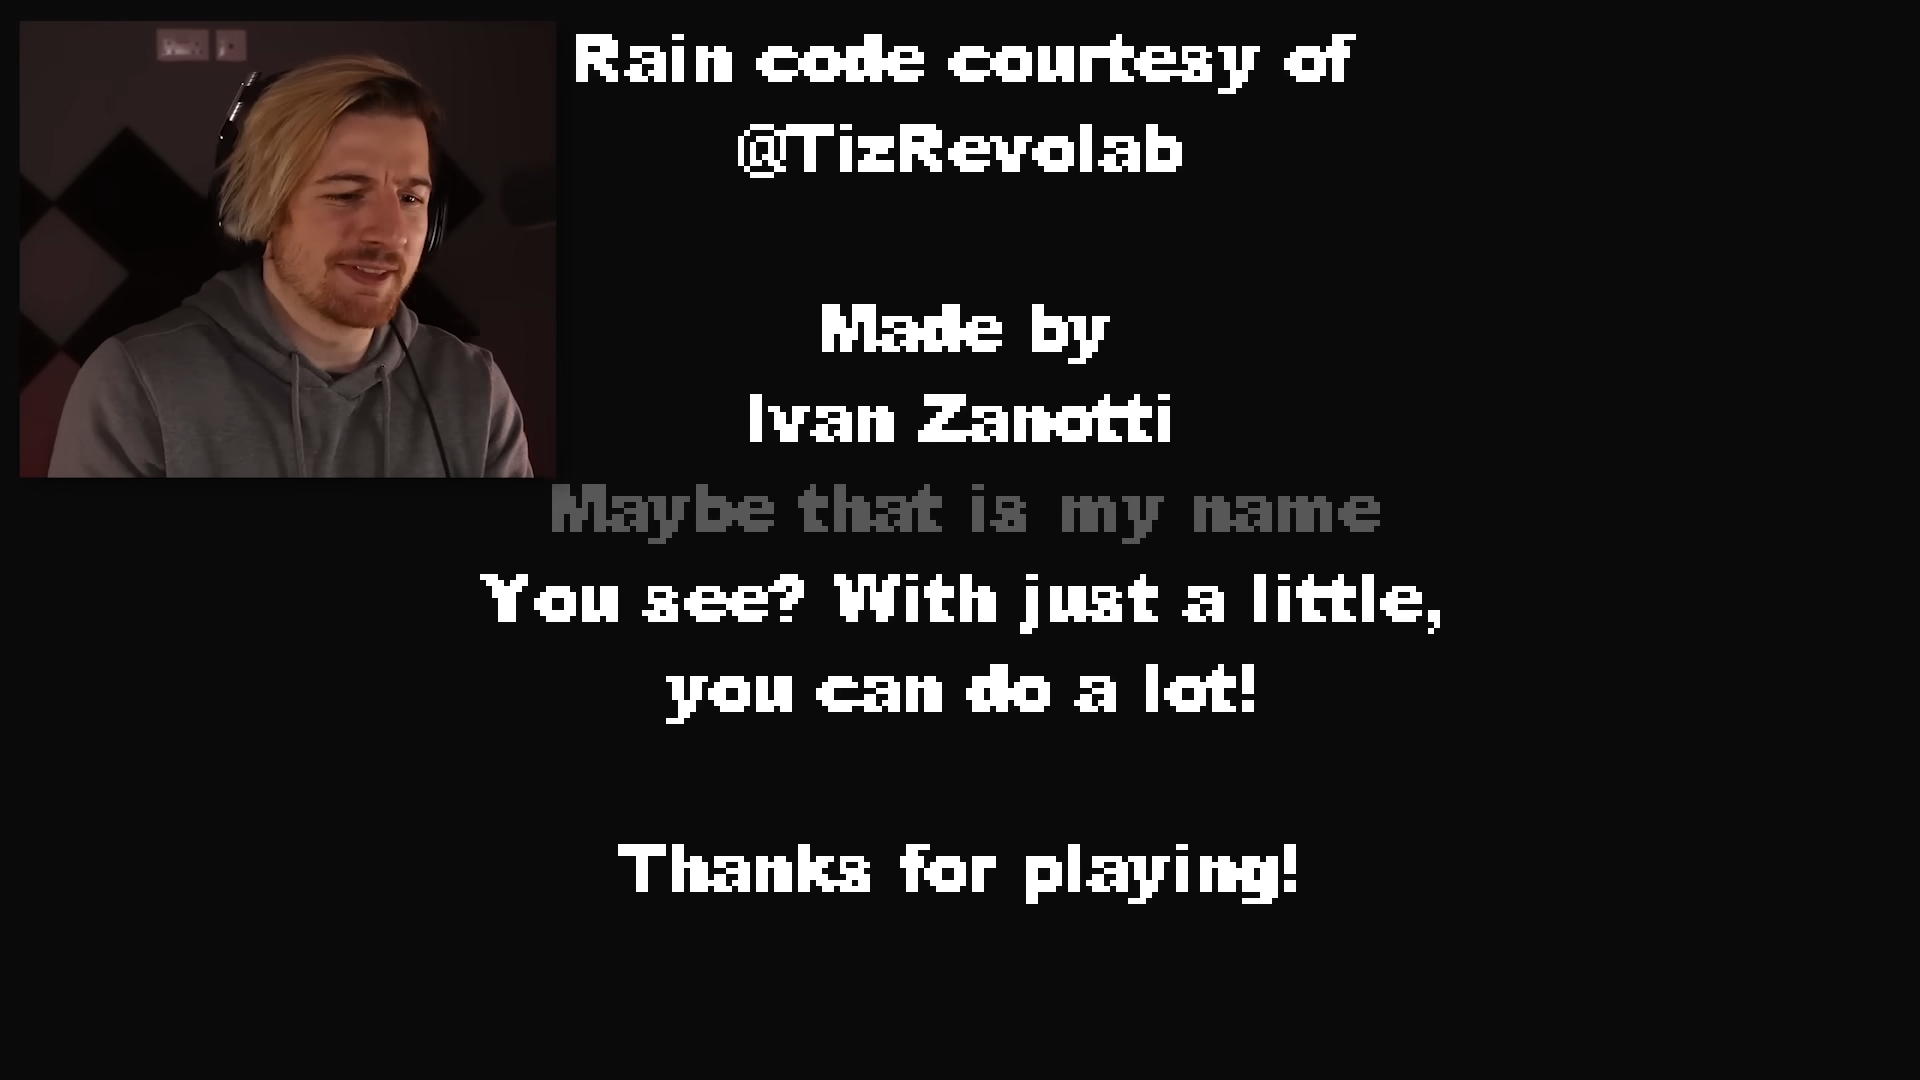 Rain code courtesy of
@TizRevolab
Made by
Ivan Zanotti
Maybe that is my name
You see? With just a little,
you can do a lot!
Thanks for playing!